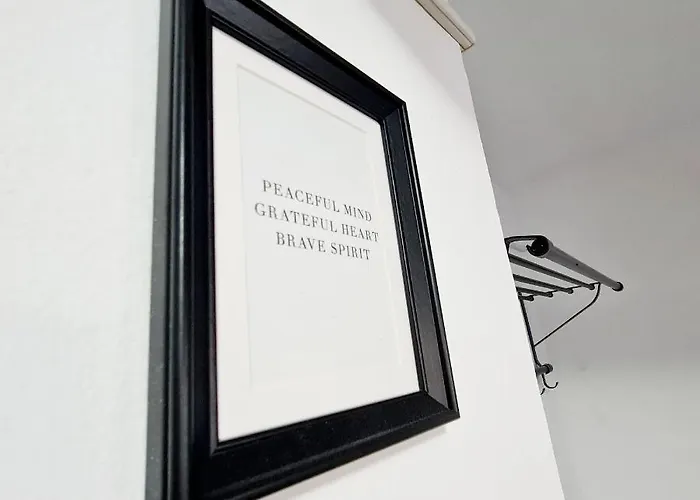 PEACEFUL MIND
GRATEFUL HEART
BRAVE SPIRIT